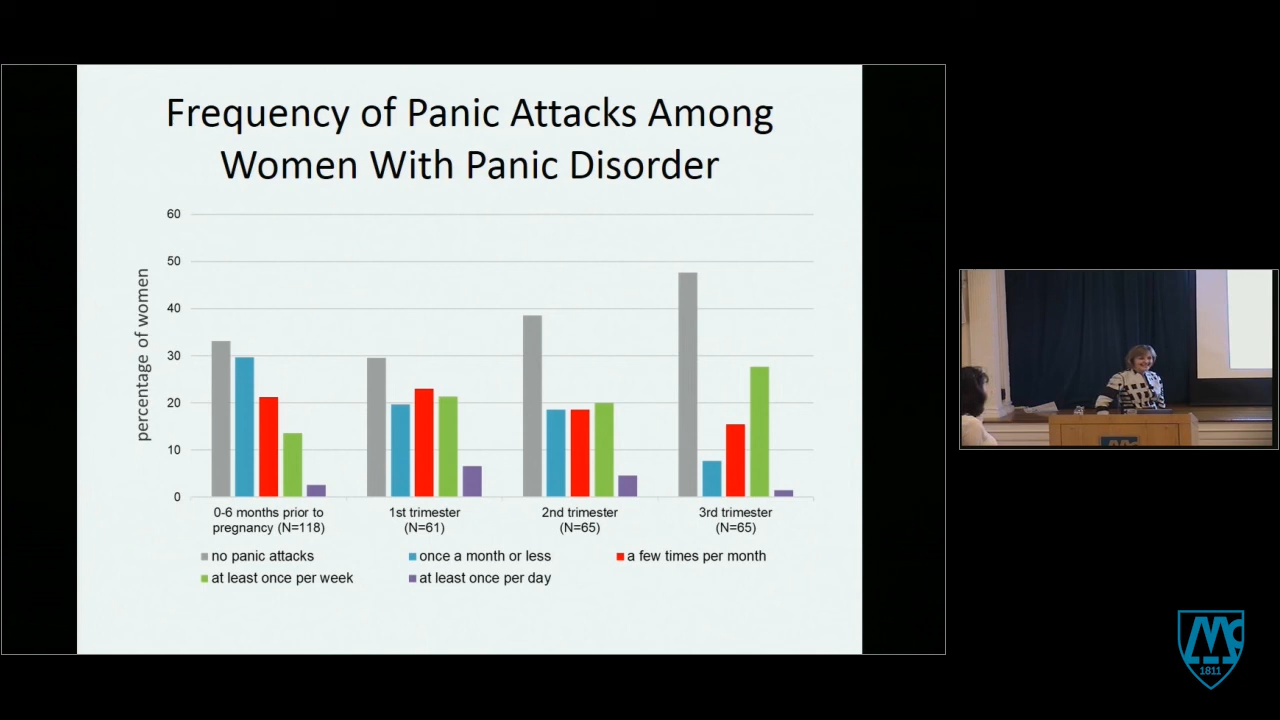 Frequency of Panic Attacks Among
Women With Panic Disorder
percentage of women
60
50
40
30
20
10
0
0-6 months prior to
pregnancy (N=118)
1st trimester
(N=61)
2nd trimester
(N=65)
3rd trimester
(N=65)
no panic attacks
once a month or less
a few times per month
at least once per week
at least once per day
Mc
1811